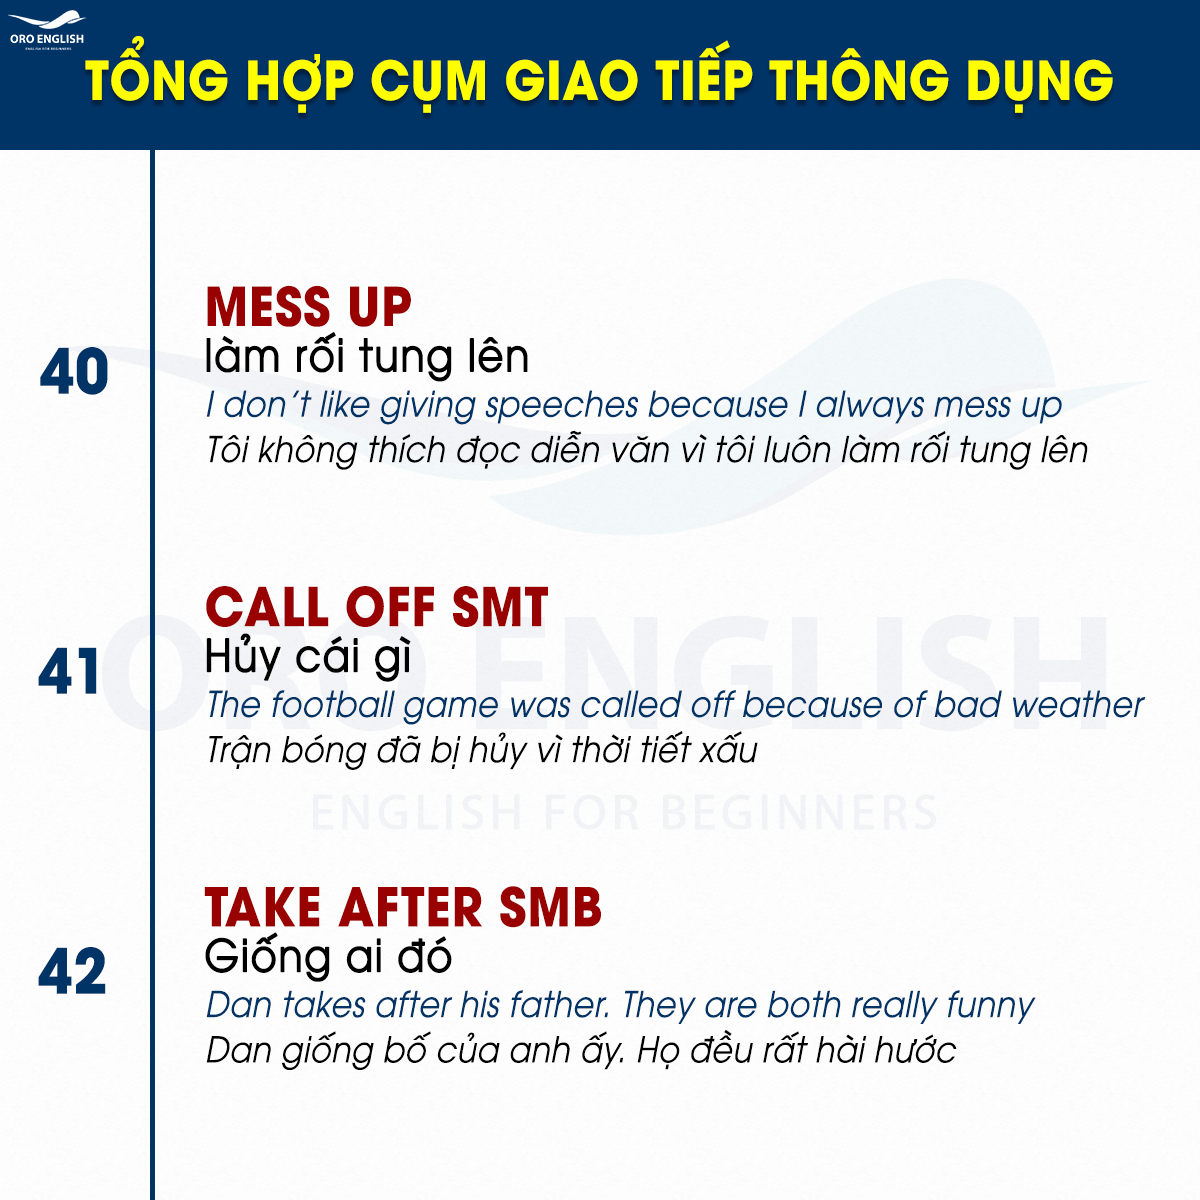 ORO ENGLISH
ENGLISH FOR BEGINNERS
TỔNG HỢP CỤM GIAO TIẾP THÔNG DỤNG
40
MESS UP
làm rối tung lên
I don't like giving speeches because I always mess up
Tôi không thích đọc diễn văn vì tôi luôn làm rối tung lên
41
CALL OFF SMT
Hủy cái gì
The football game was called off because of bad weather
Trận bóng đã bị hủy vì thời tiết xấu
ORO ENGLISH
ENGLISH FOR BEGINNERS
42
TAKE AFTER SMB
Giống ai đó
Dan takes after his father. They are both really funny
Dan giống bố của anh ấy. Họ đều rất hài hước